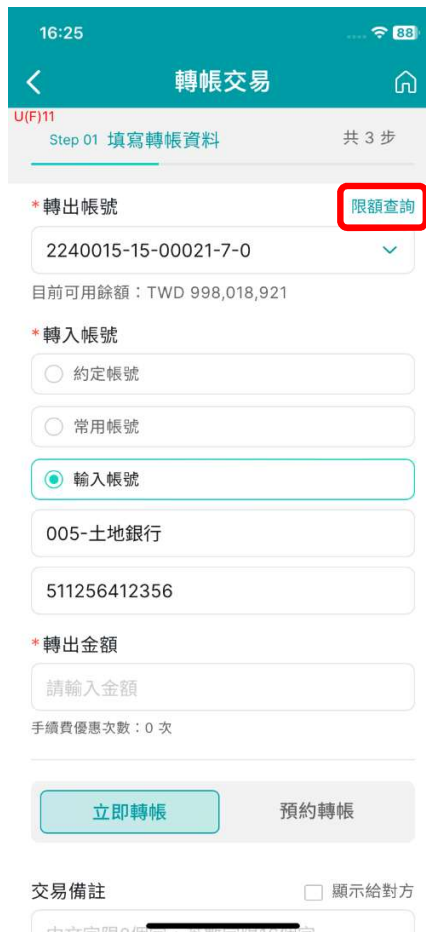 16:25
88
轉帳交易
U(F)11
Step 01 填寫轉帳資料
共 3 步
*轉出帳號
限額查詢
2240015-15-00021-7-0
目前可用餘額：TWD 998,018,921
*轉入帳號
約定帳號
常用帳號
輸入帳號
005-土地銀行
511256412356
*轉出金額
請輸入金額
手續費優惠次數：0 次
立即轉帳
預約轉帳
交易備註
顯示給對方